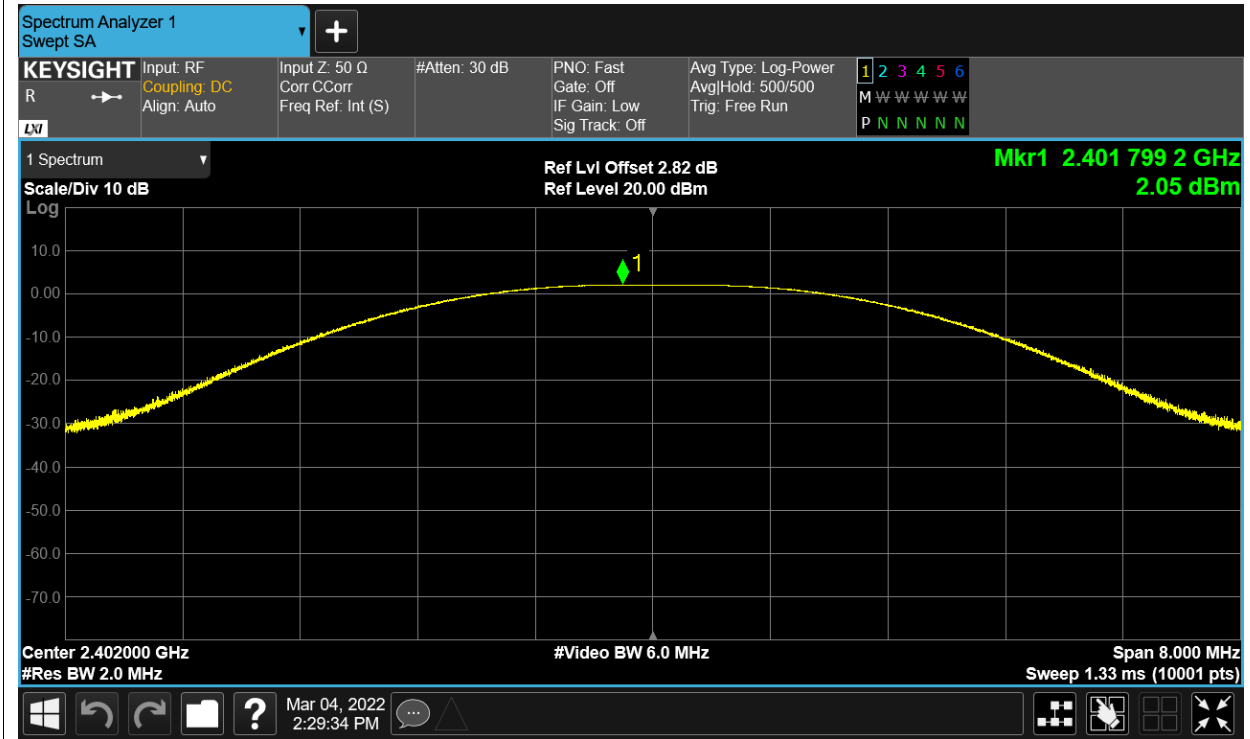 Spectrum Analyzer 1
Swept SA
KEYSIGHT
R
LXI
Input: RF
Coupling: DC
Align: Auto
Input Z: 50 Ω
Corr CCorr
Freq Ref: Int (S)
#Atten: 30 dB
PNO: Fast
Gate: Off
IF Gain: Low
Sig Track: Off
Avg Type: Log-Power
Avg|Hold: 500/500
Trig: Free Run
1 2 3 4 5 6
M W W W W W
P N N N N N
1 Spectrum
Scale/Div 10 dB
Log
Ref Lvl Offset 2.82 dB
Ref Level 20.00 dBm
Mkr1 2.401 799 2 GHz
2.05 dBm
1
10.0
0.00
-10.0
-20.0
-30.0
-40.0
-50.0
-60.0
-70.0
Center 2.402000 GHz
#Res BW 2.0 MHz
#Video BW 6.0 MHz
Span 8.000 MHz
Sweep 1.33 ms (10001 pts)
?
Mar 04, 2022
2:29:34 PM